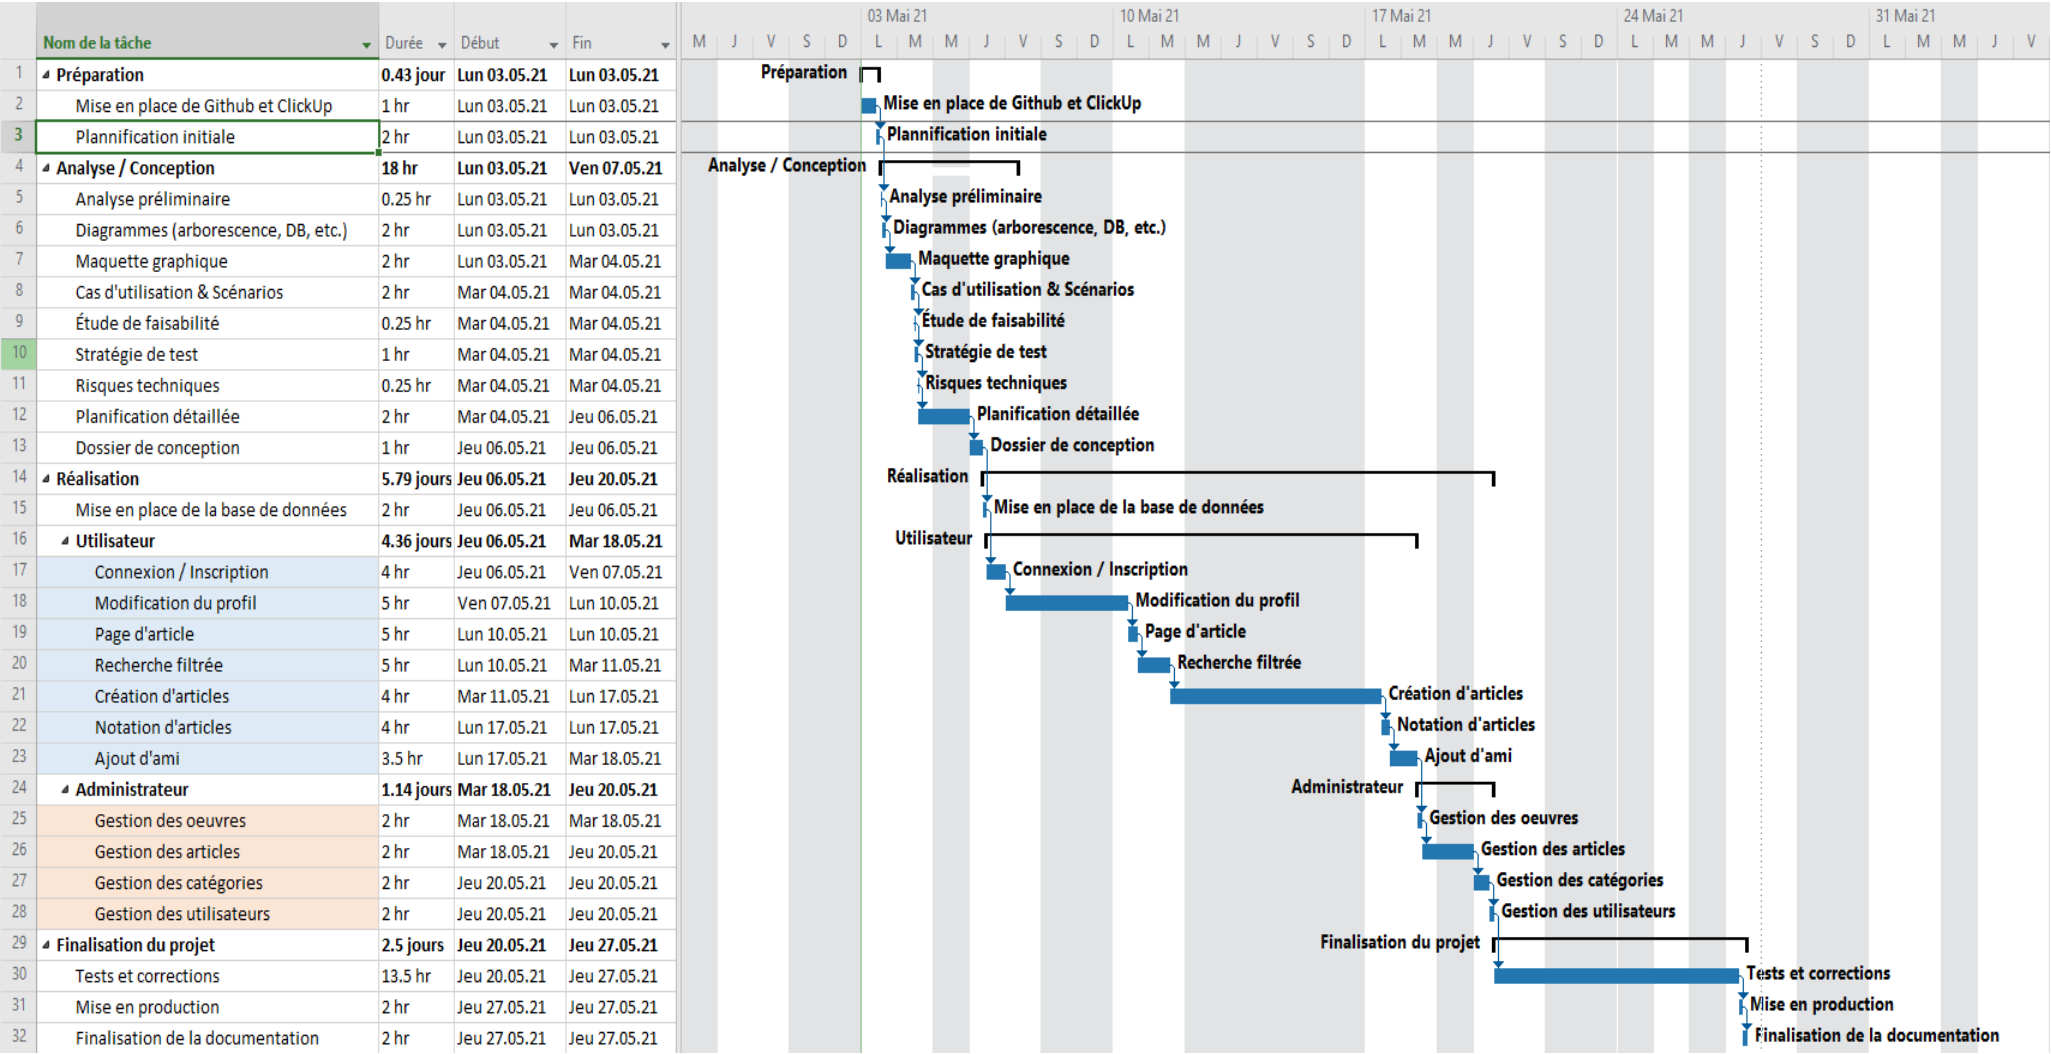 03 Mai 21 10 Mai 21 17 Mai 21 24 Mai 21 31 Mai 21
Nom de la tâche Durée Début Fin M J V S D L M M J V S D L M M J V S D L M M J V S D L M M J V S D L M M J V
1 Préparation 0.43 jour Lun 03.05.21 Lun 03.05.21 Préparation
2 Mise en place de Github et ClickUp 1 hr Lun 03.05.21 Lun 03.05.21 Mise en place de Github et ClickUp
3 Plannification initiale 2 hr Lun 03.05.21 Lun 03.05.21 Plannification initiale
4 Analyse / Conception 18 hr Lun 03.05.21 Ven 07.05.21 Analyse / Conception
5 Analyse préliminaire 0.25 hr Lun 03.05.21 Lun 03.05.21 Analyse préliminaire
6 Diagrammes (arborescence, DB, etc.) 2 hr Lun 03.05.21 Lun 03.05.21 Diagrammes (arborescence, DB, etc.)
7 Maquette graphique 2 hr Lun 03.05.21 Mar 04.05.21 Maquette graphique
8 Cas d'utilisation & Scénarios 2 hr Mar 04.05.21 Mar 04.05.21 Cas d'utilisation & Scénarios
9 Étude de faisabilité 0.25 hr Mar 04.05.21 Mar 04.05.21 Étude de faisabilité
10 Stratégie de test 1 hr Mar 04.05.21 Mar 04.05.21 Stratégie de test
11 Risques techniques 0.25 hr Mar 04.05.21 Mar 04.05.21 Risques techniques
12 Planification détaillée 2 hr Mar 04.05.21 Jeu 06.05.21 Planification détaillée
13 Dossier de conception 1 hr Jeu 06.05.21 Jeu 06.05.21 Dossier de conception
14 Réalisation 5.79 jours Jeu 06.05.21 Jeu 20.05.21 Réalisation
15 Mise en place de la base de données 2 hr Jeu 06.05.21 Jeu 06.05.21 Mise en place de la base de données
16 Utilisateur 4.36 jours Jeu 06.05.21 Mar 18.05.21 Utilisateur
17 Connexion / Inscription 4 hr Jeu 06.05.21 Ven 07.05.21 Connexion / Inscription
18 Modification du profil 5 hr Ven 07.05.21 Lun 10.05.21 Modification du profil
19 Page d'article 5 hr Lun 10.05.21 Lun 10.05.21 Page d'article
20 Recherche filtrée 5 hr Lun 10.05.21 Mar 11.05.21 Recherche filtrée
21 Création d'articles 4 hr Mar 11.05.21 Lun 17.05.21 Création d'articles
22 Notation d'articles 4 hr Lun 17.05.21 Lun 17.05.21 Notation d'articles
23 Ajout d'ami 3.5 hr Lun 17.05.21 Mar 18.05.21 Ajout d'ami
24 Administrateur 1.14 jours Mar 18.05.21 Jeu 20.05.21 Administrateur
25 Gestion des oeuvres 2 hr Mar 18.05.21 Mar 18.05.21 Gestion des oeuvres
26 Gestion des articles 2 hr Mar 18.05.21 Jeu 20.05.21 Gestion des articles
27 Gestion des catégories 2 hr Jeu 20.05.21 Jeu 20.05.21 Gestion des catégories
28 Gestion des utilisateurs 2 hr Jeu 20.05.21 Jeu 20.05.21 Gestion des utilisateurs
29 Finalisation du projet 2.5 jours Jeu 20.05.21 Jeu 27.05.21 Finalisation du projet
30 Tests et corrections 13.5 hr Jeu 20.05.21 Jeu 27.05.21 Tests et corrections
31 Mise en production 2 hr Jeu 27.05.21 Jeu 27.05.21 Mise en production
32 Finalisation de la documentation 2 hr Jeu 27.05.21 Jeu 27.05.21 Finalisation de la documentation